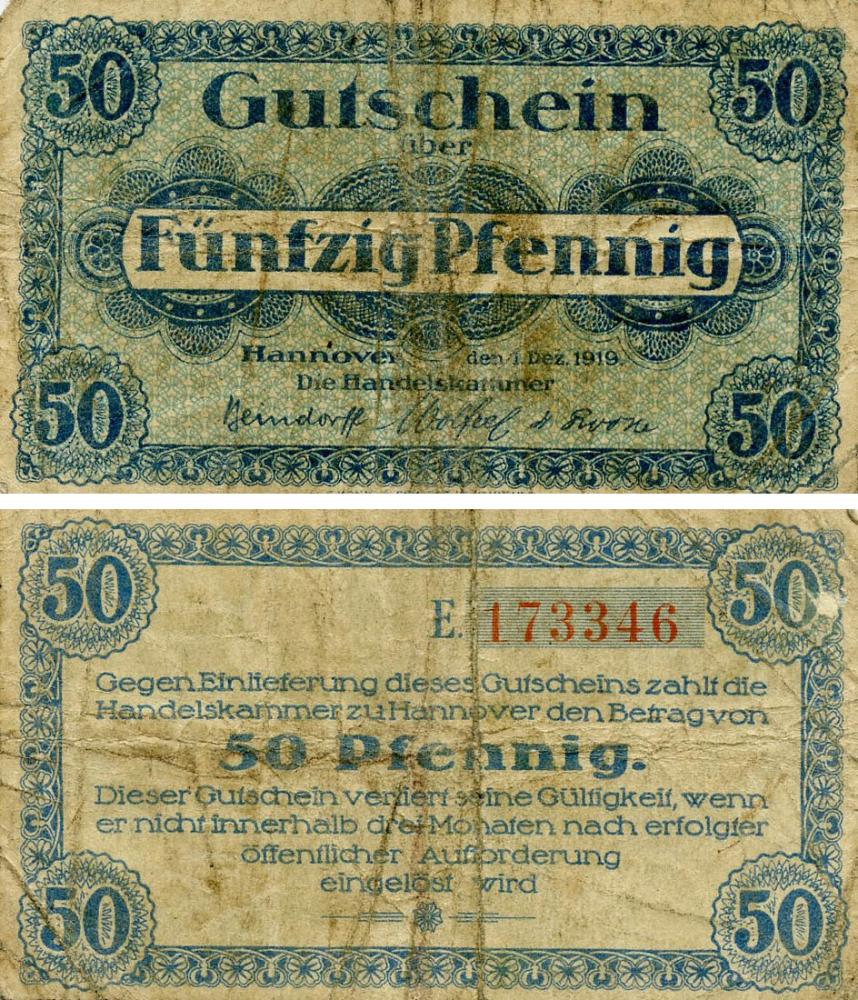 50 50
Gutschein
über
Fünfzig Pfennig
Hannover den 1. Dez. 1919.
Die Handelskammer
Beindorff
50 50
50 50
E. 173346
Gegen Einlieferung dieses Gutscheins zahlt die
Handelskammer zu Hannover den Betrag von
50 Pfennig.
Dieser Gutschein verliert seine Gültigkeit, wenn
er nicht innerhalb drei Monaten nach erfolgter
öffentlicher Aufforderung
eingelöst wird
50 50